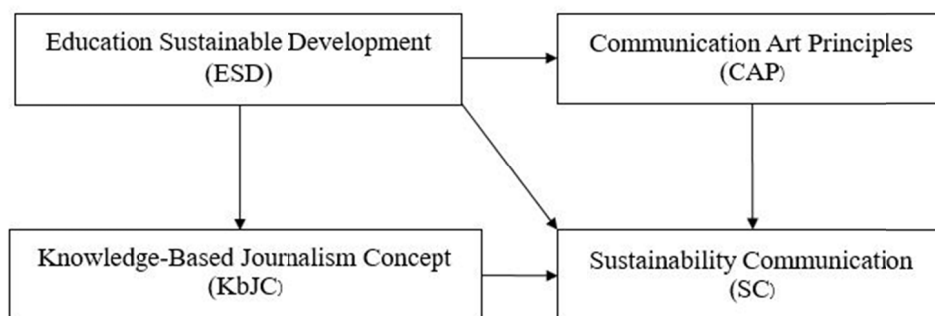 Education Sustainable Development
(ESD)
Communication Art Principles
(CAP)
Knowledge-Based Journalism Concept
(KbJC)
Sustainability Communication
(SC)